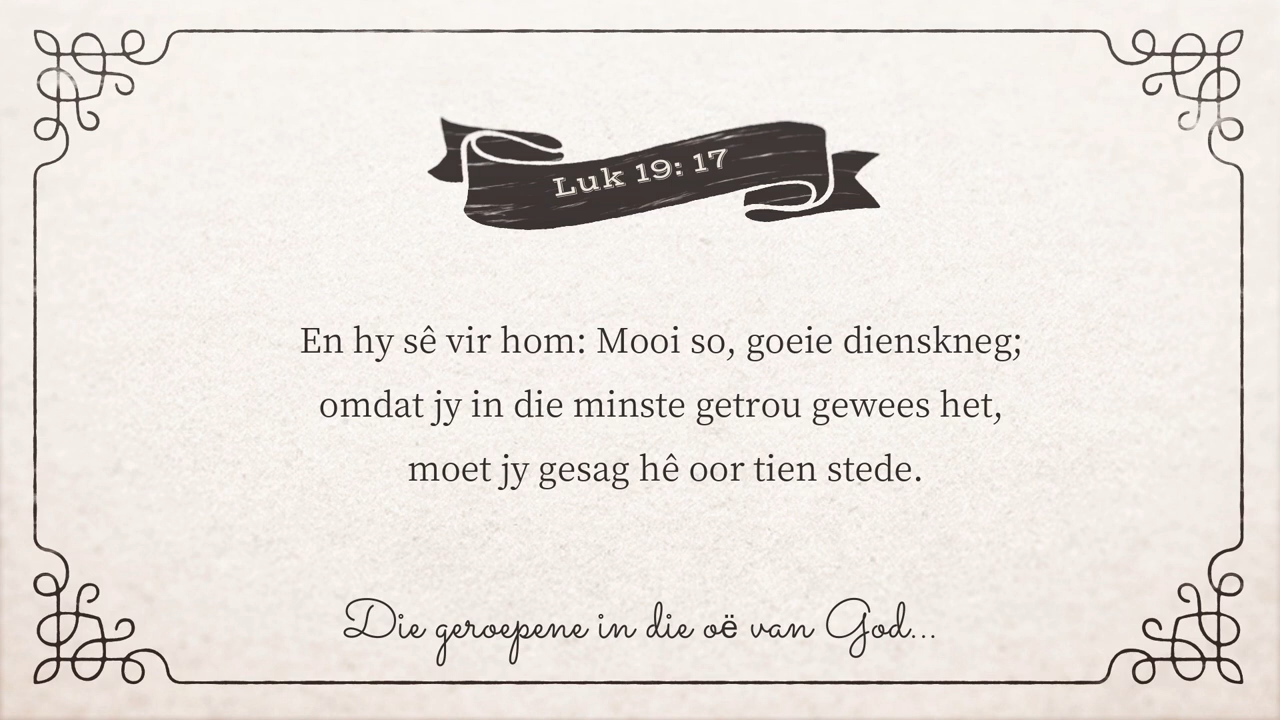 Luk 19: 17
En hy sê vir hom: Mooi so, goeie dienskneg;
omdat jy in die minste getrou gewees het,
moet jy gesag hê oor tien stede.
Die geroepene in die oë van God...